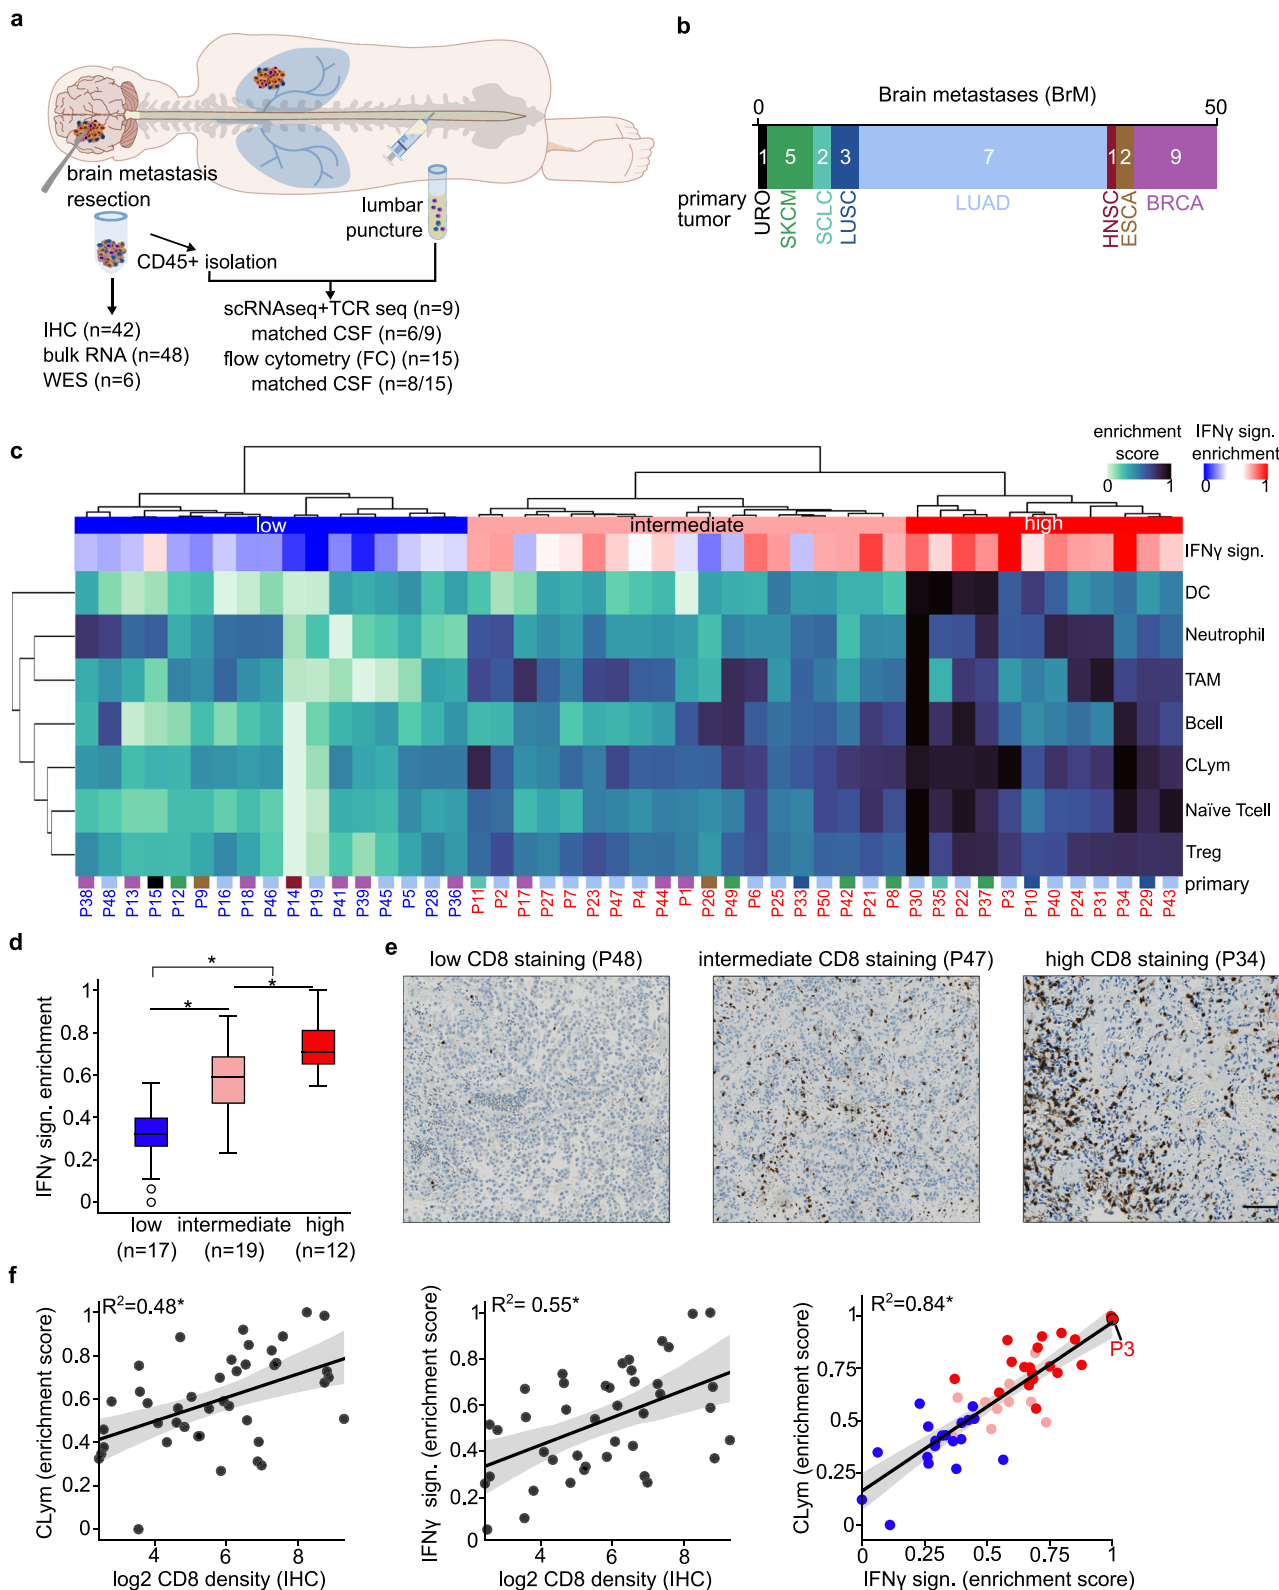 a
brain metastasis
resection
CD45+ isolation
lumbar
puncture
IHC (n=42)
bulk RNA (n=48)
WES (n=6)
scRNAseq+TCR seq (n=9)
matched CSF (n=6/9)
flow cytometry (FC) (n=15)
matched CSF (n=8/15)
b
Brain metastases (BrM)
0
50
1
5
2
3
7
1
2
9
primary
tumor
URO
SKCM
SCLC
LUSC
LUAD
HNSC
ESCA
BRCA
c
enrichment
score
0
1
IFNγ sign.
enrichment
0
1
low
intermediate
high
IFNγ sign.
DC
Neutrophil
TAM
Bcell
CLym
Naïve Tcell
Treg
primary
P38
P48
P13
P15
P12
P9
P16
P18
P46
P14
P19
P41
P39
P45
P5
P28
P36
P11
P2
P17
P27
P7
P23
P47
P4
P44
P1
P26
P49
P6
P25
P33
P50
P42
P21
P8
P30
P35
P22
P37
P3
P10
P40
P24
P31
P34
P29
P43
d
IFNγ sign. enrichment
1
0.8
0.6
0.4
0.2
0
*
*
*
low
(n=17)
intermediate
(n=19)
high
(n=12)
e
low CD8 staining (P48)
intermediate CD8 staining (P47)
high CD8 staining (P34)
f
R²=0.48*
CLym (enrichment score)
1
0.8
0.6
0.4
0.2
0
4
6
8
log2 CD8 density (IHC)
R²= 0.55*
IFNγ sign. (enrichment score)
1
0.8
0.6
0.4
0.2
0
4
6
8
log2 CD8 density (IHC)
R²=0.84*
CLym (enrichment score)
1
0.75
0.5
0.25
0
P3
0
0.25
0.5
0.75
1
IFNγ sign. (enrichment score)